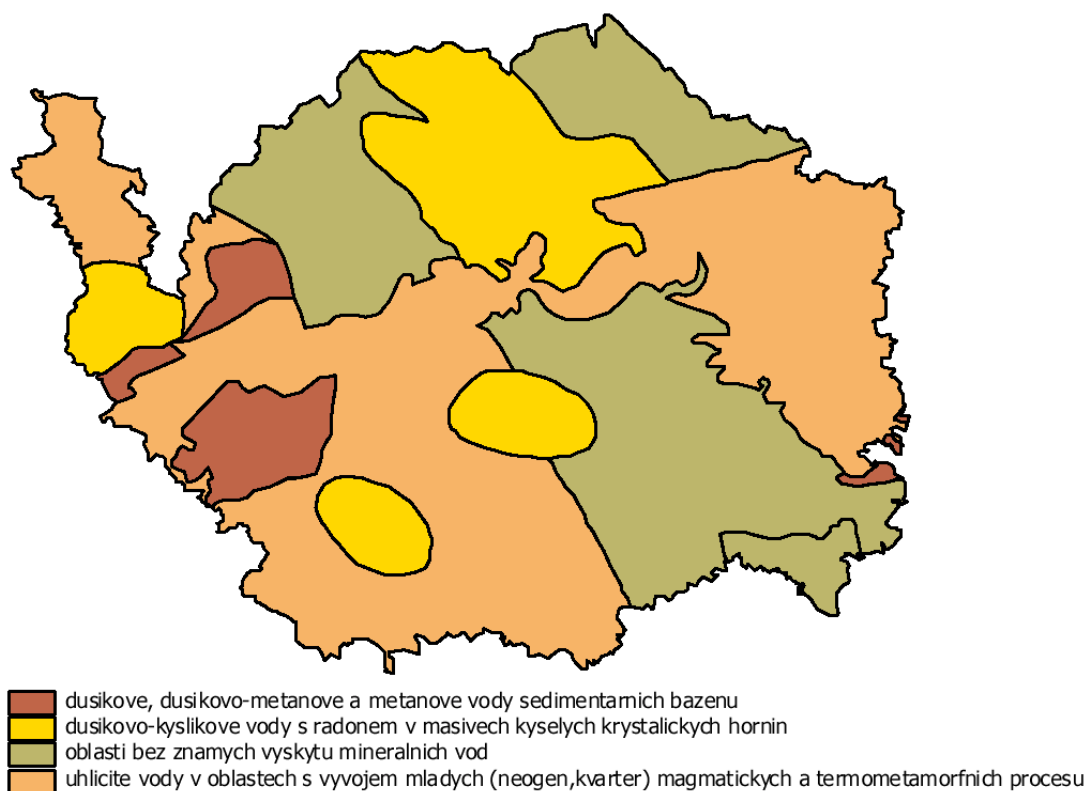 dusikove, dusikovo-metanove a metanove vody sedimentarnich bazenu
dusikovo-kyslikove vody s radonem v masivech kyselych krystalickych hornin
oblasti bez znamych vyskytu mineralnich vod
uhlicite vody v oblastech s vyvojem mladych (neogen,kvarter) magmatickych a termometamorfnich procesu